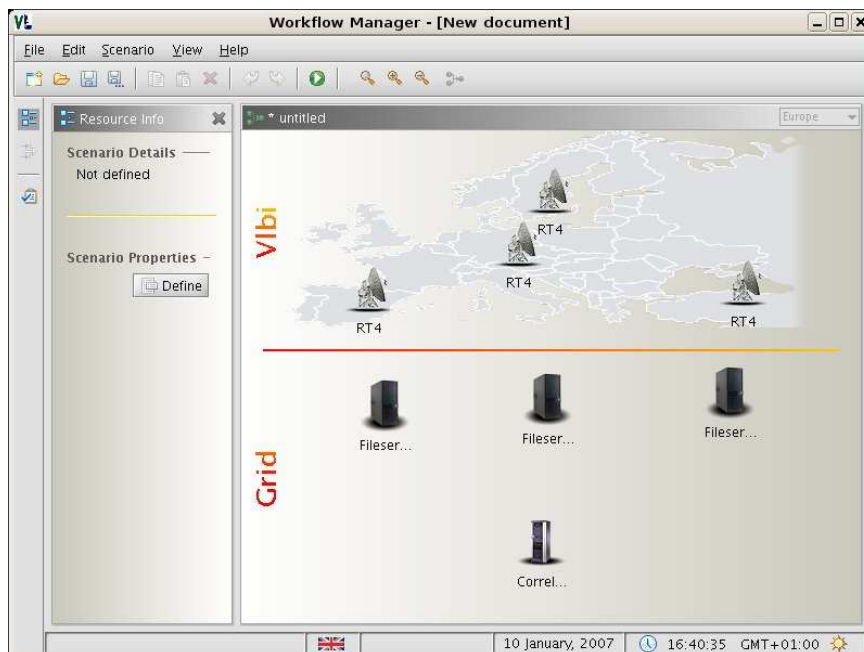 VL
Workflow Manager - [New document]
File Edit Scenario View Help
Resource Info
* untitled
Europe
Scenario Details
Not defined
Scenario Properties
Define
Vlbi
RT4
RT4
RT4
RT4
Grid
Fileser...
Fileser...
Fileser...
Correl...
10 January, 2007
16:40:35 GMT+01:00